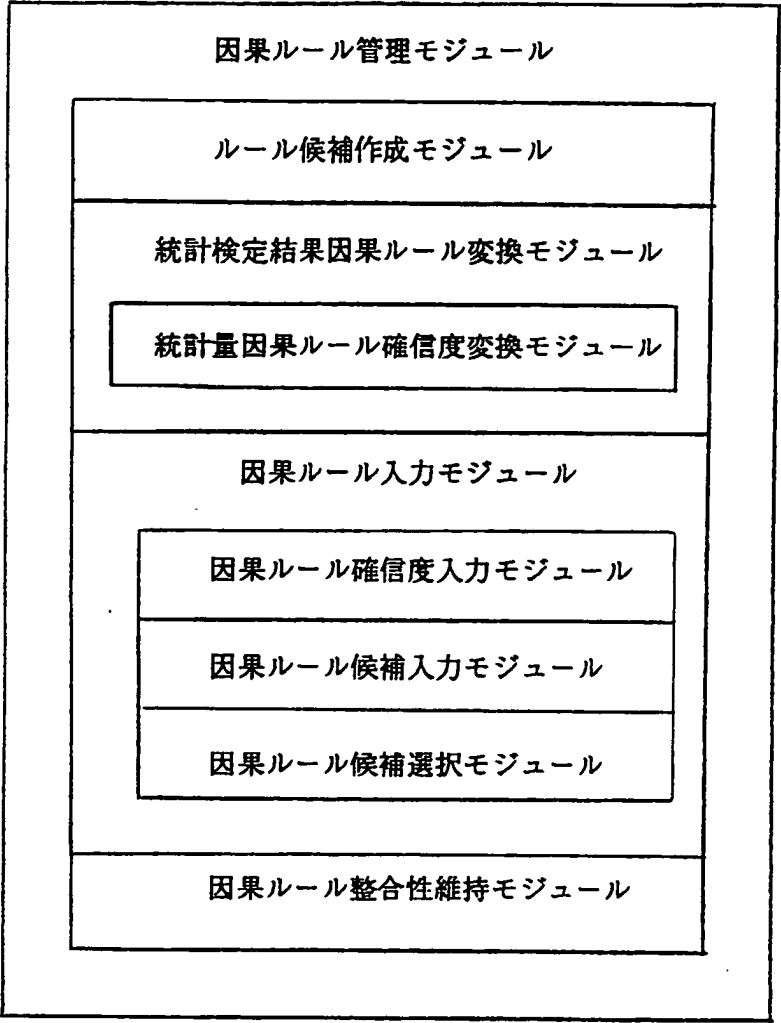 因果ルール管理モジュール
ルール候補作成モジュール
統計検定結果因果ルール変換モジュール
統計量因果ルール確信度変換モジュール
因果ルール入力モジュール
因果ルール確信度入力モジュール
因果ルール候補入力モジュール
因果ルール候補選択モジュール
因果ルール整合性維持モジュール